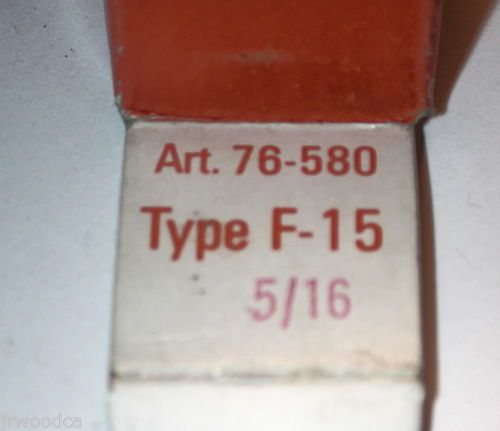 Art. 76-580
Type F-15
5/16
frwoodca